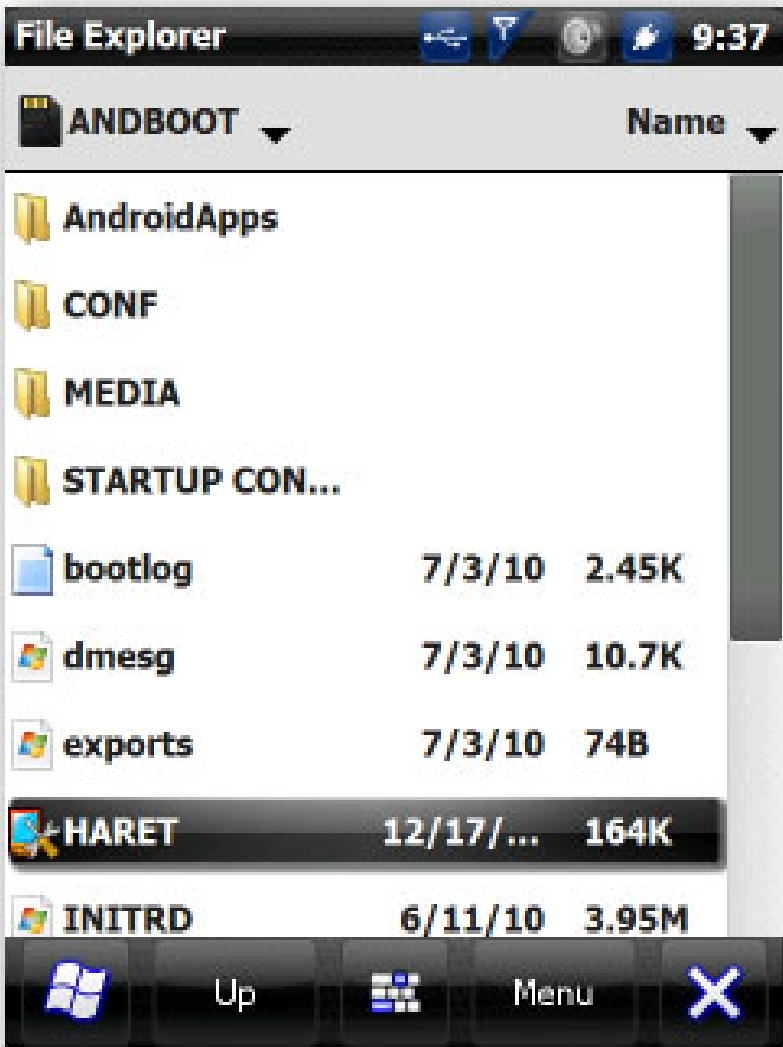 File Explorer 9:37
ANDBOOT Name
AndroidApps
CONF
MEDIA
STARTUP CON...
bootlog 7/3/10 2.45K
dmesg 7/3/10 10.7K
exports 7/3/10 74B
HARET 12/17/... 164K
INITRD 6/11/10 3.95M
Up Menu